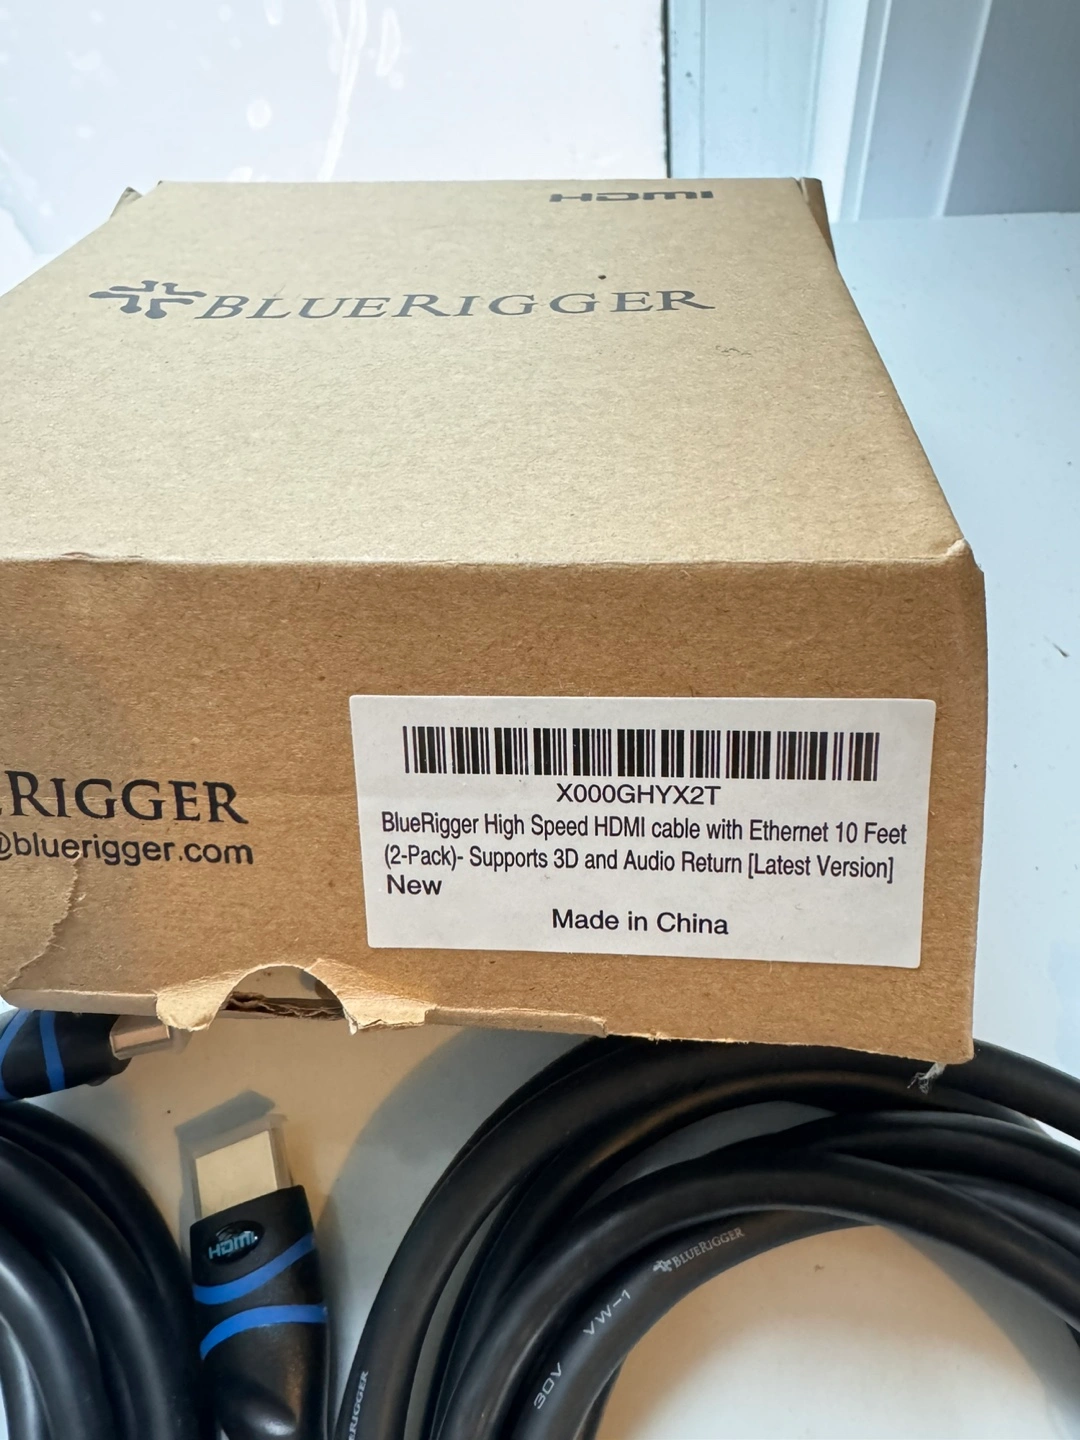 HDMI
BLUERIGGER
ERIGGER
@bluerigger.com
X000GHYX2T
BlueRigger High Speed HDMI cable with Ethernet 10 Feet
(2-Pack)- Supports 3D and Audio Return [Latest Version]
New
Made in China
HDMI
BLUERIGGER
VW-1
30V
RIGGER